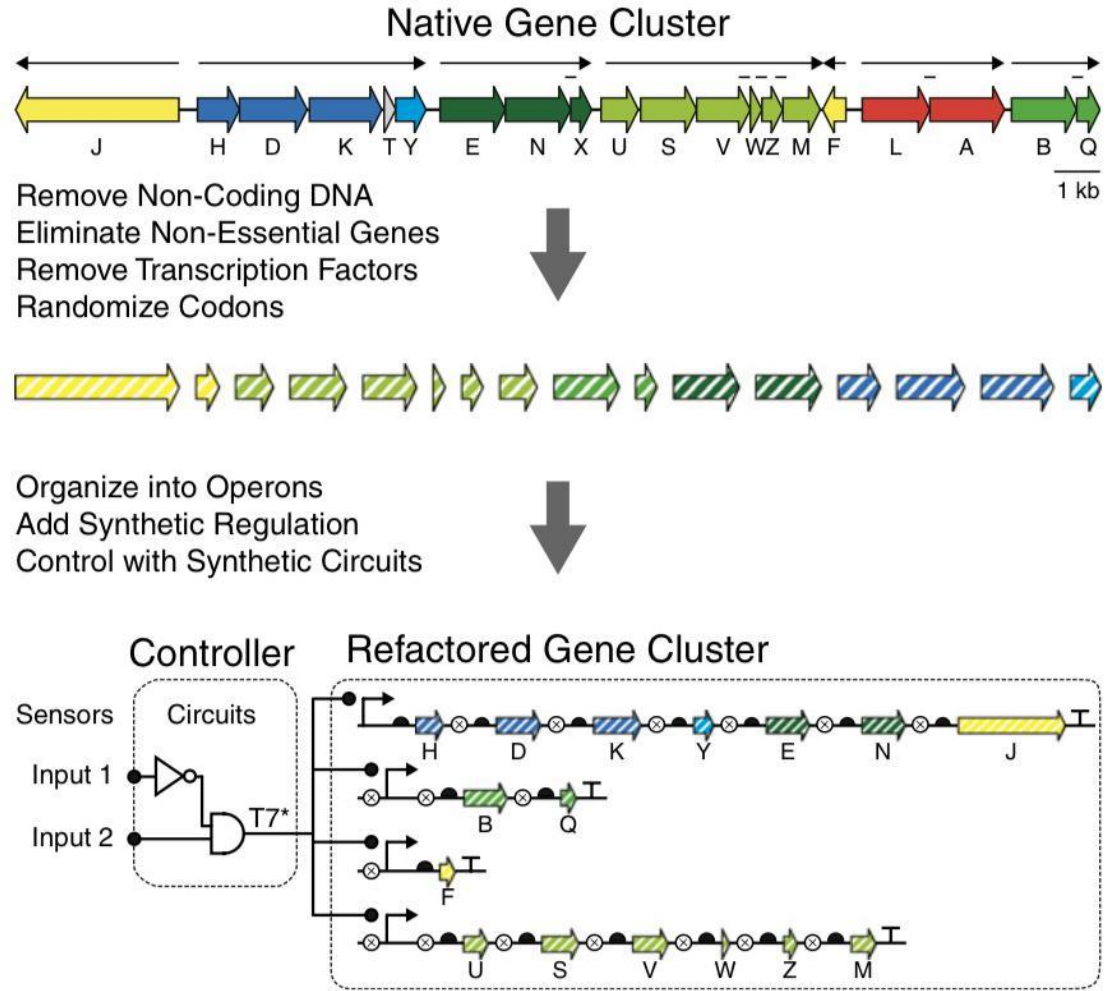 Native Gene Cluster
J H D K T Y E N X U S V W Z M F L A B Q
1 kb
Remove Non-Coding DNA
Eliminate Non-Essential Genes
Remove Transcription Factors
Randomize Codons
Organize into Operons
Add Synthetic Regulation
Control with Synthetic Circuits
Controller
Refactored Gene Cluster
Sensors
Circuits
Input 1
Input 2
T7*
H D K Y E N J
B Q
F
U S V W Z M